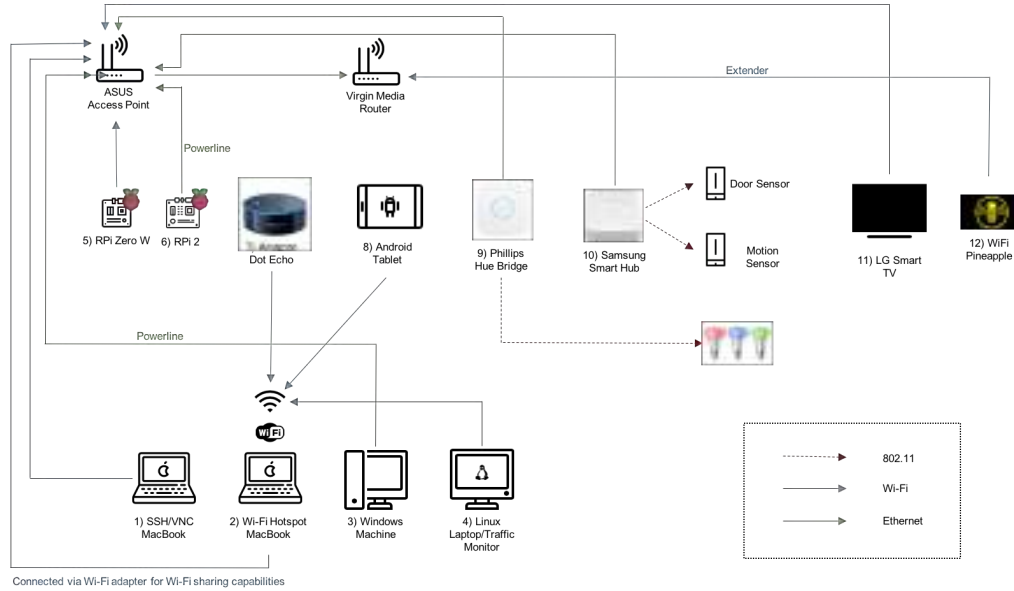 Extender
ASUS
Access Point
Virgin Media
Router
Powerline
5) RPi Zero W
6) RPi 2
Dot Echo
8) Android
Tablet
9) Phillips
Hue Bridge
10) Samsung
Smart Hub
Door Sensor
Motion
Sensor
11) LG Smart
TV
12) WiFi
Pineapple
Powerline
Wi Fi
1) SSH/VNC
MacBook
2) Wi-Fi Hotspot
MacBook
3) Windows
Machine
4) Linux
Laptop/Traffic
Monitor
802.11
Wi-Fi
Ethernet
Connected via Wi-Fi adapter for Wi-Fi sharing capabilities